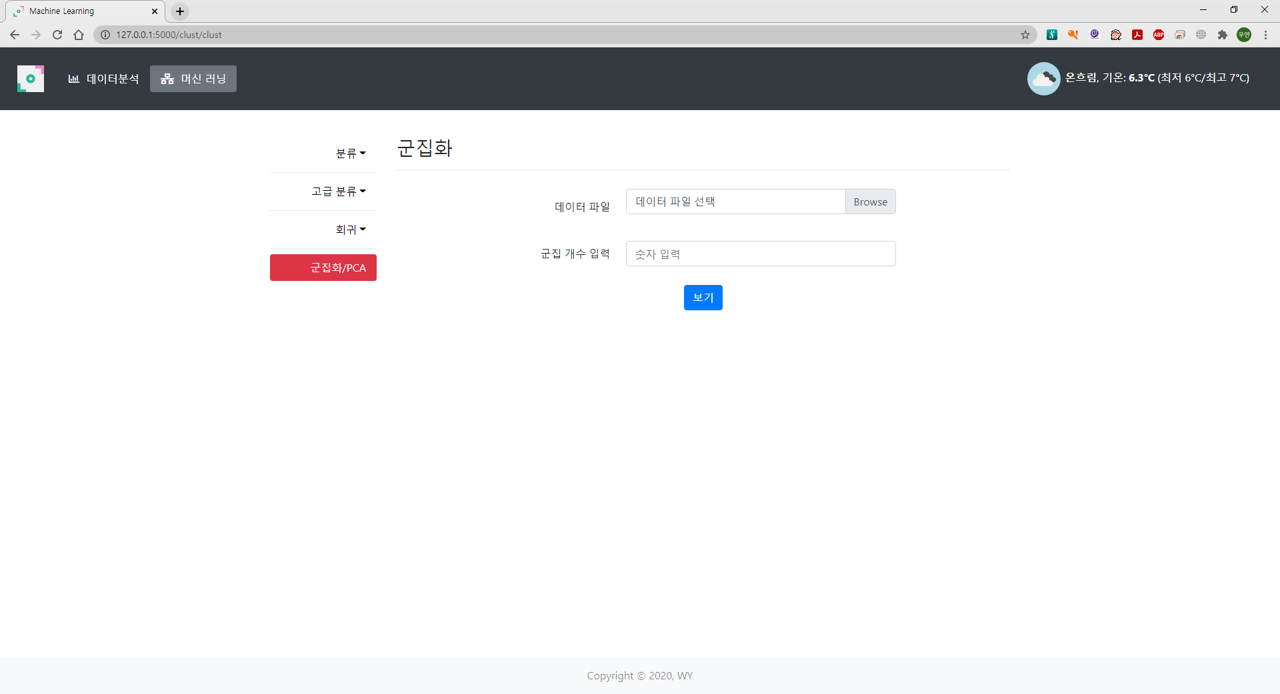 Machine Learning
127.0.0.1:5000/clust/clust
ABP
우연
데이터분석
머신 러닝
온흐림, 기온: 6.3℃ (최저 6℃/최고 7℃)
분류
고급 분류
회귀
군집화/PCA
군집화
데이터 파일
데이터 파일 선택
Browse
군집 개수 입력
숫자 입력
보기
Copyright © 2020, WY